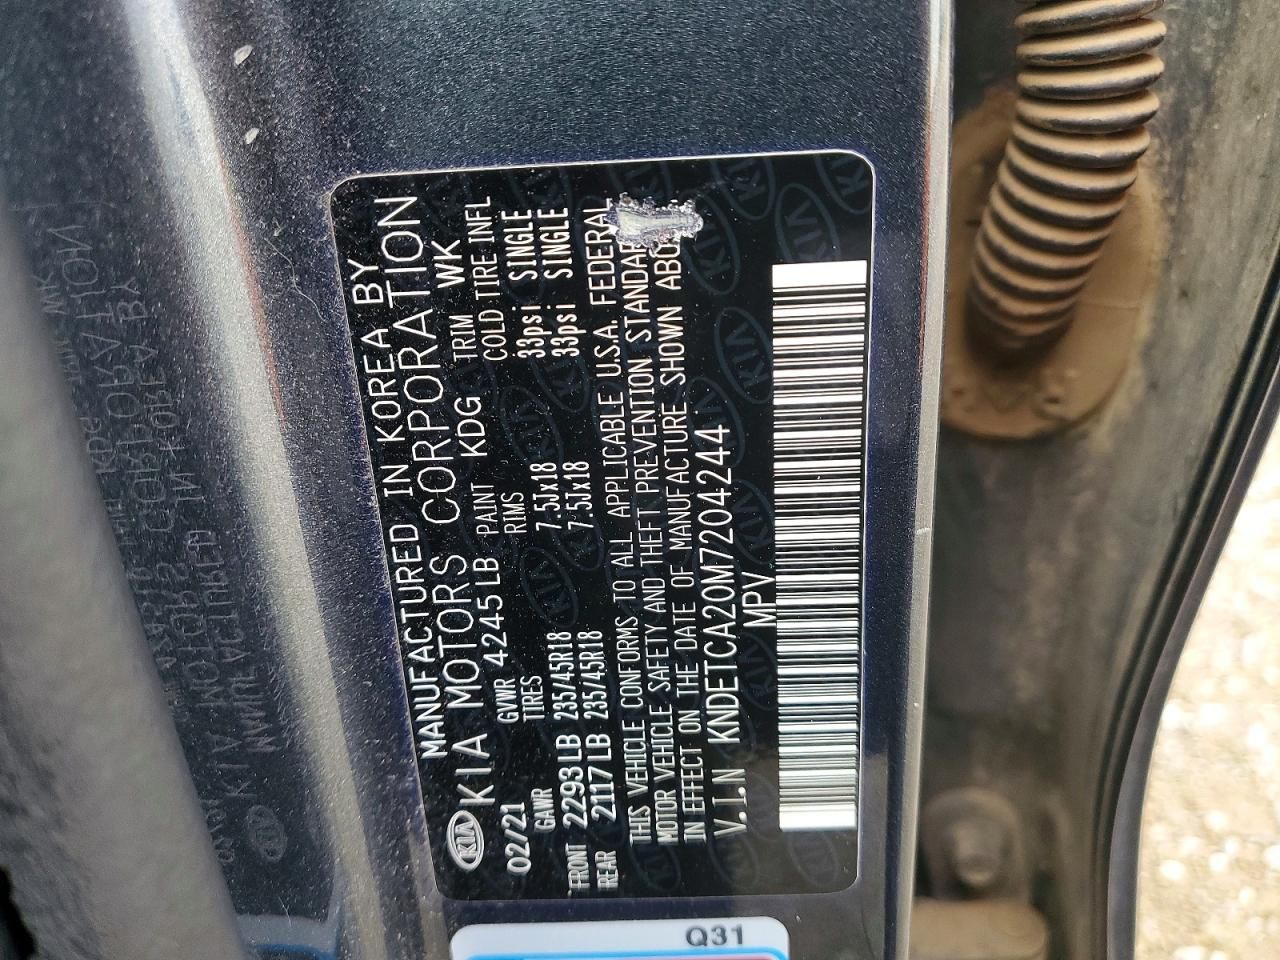 MANUFACTURED IN KOREA BY
KIA KIA MOTORS CORPORATION
02/21 GVWR 4245LB PAINT KDG TRIM WK
GAWR TIRES RIMS COLD TIRE INFL
FRONT 2293LB 235/45R18 7.5Jx18 33psi SINGLE
REAR 2117LB 235/45R18 7.5Jx18 33psi SINGLE
THIS VEHICLE CONFORMS TO ALL APPLICABLE U.S.A. FEDERAL
MOTOR VEHICLE SAFETY AND THEFT PREVENTION STANDAR
IN EFFECT ON THE DATE OF MANUFACTURE SHOWN ABO
V.I.N KNDETCA20M7204244
MPV
Q31